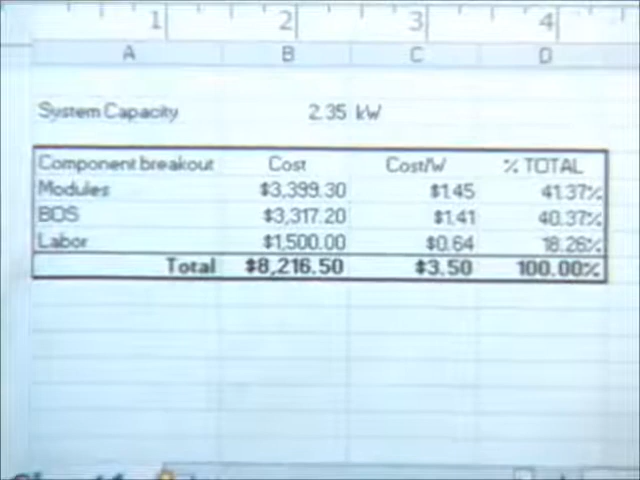 1 2 3 4
A B C D
System Capacity 2.35 kW
Component breakout Cost Cost/W % TOTAL
Modules $3,399.30 $1.45 41.37%
BOS $3,317.20 $1.41 40.37%
Labor $1,500.00 $0.64 18.26%
Total $8,216.50 $3.50 100.00%